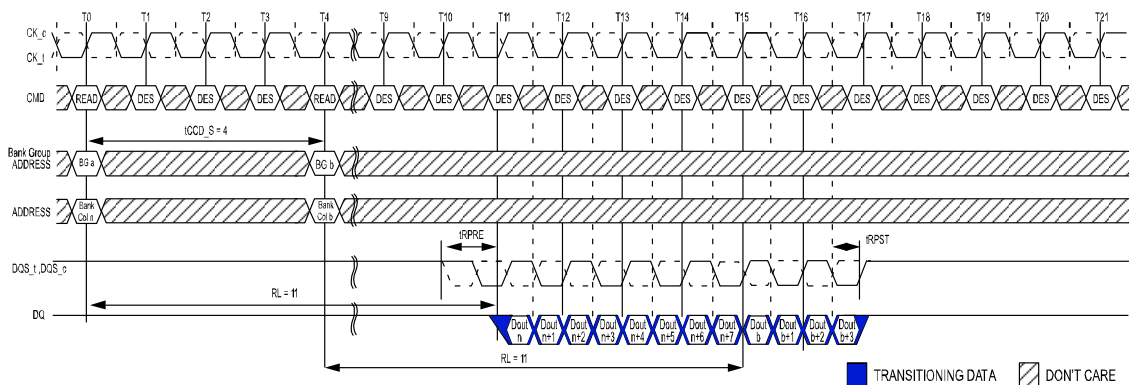 T0 T1 T2 T3 T4 T9 T10 T11 T12 T13 T14 T15 T16 T17 T18 T19 T20 T21
CK_c
CK_t
CMD READ DES DES DES READ DES DES DES DES DES DES DES DES DES DES DES DES DES
tCCD_S = 4
Bank Group
ADDRESS
BG a BG b
ADDRESS
Bank
Col n
Bank
Col b
tRPRE tRPST
DQS_t ,DQS_c
RL = 11
DQ
Dout
n
Dout
n+1
Dout
n+2
Dout
n+3
Dout
n+4
Dout
n+5
Dout
n+6
Dout
n+7
Dout
b
Dout
b+1
Dout
b+2
Dout
b+3
RL = 11
TRANSITIONING DATA DON'T CARE